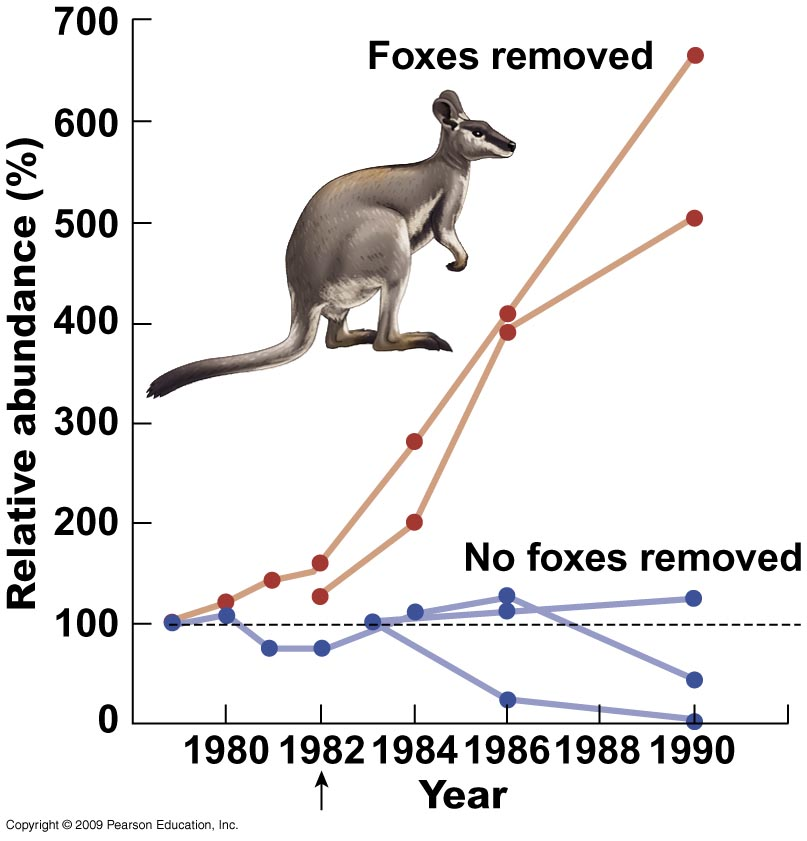 700
Foxes removed
600
500
400
300
200
No foxes removed
100
0
Relative abundance (%)
1980 1982 1984 1986 1988 1990
Year
Copyright © 2009 Pearson Education, Inc.